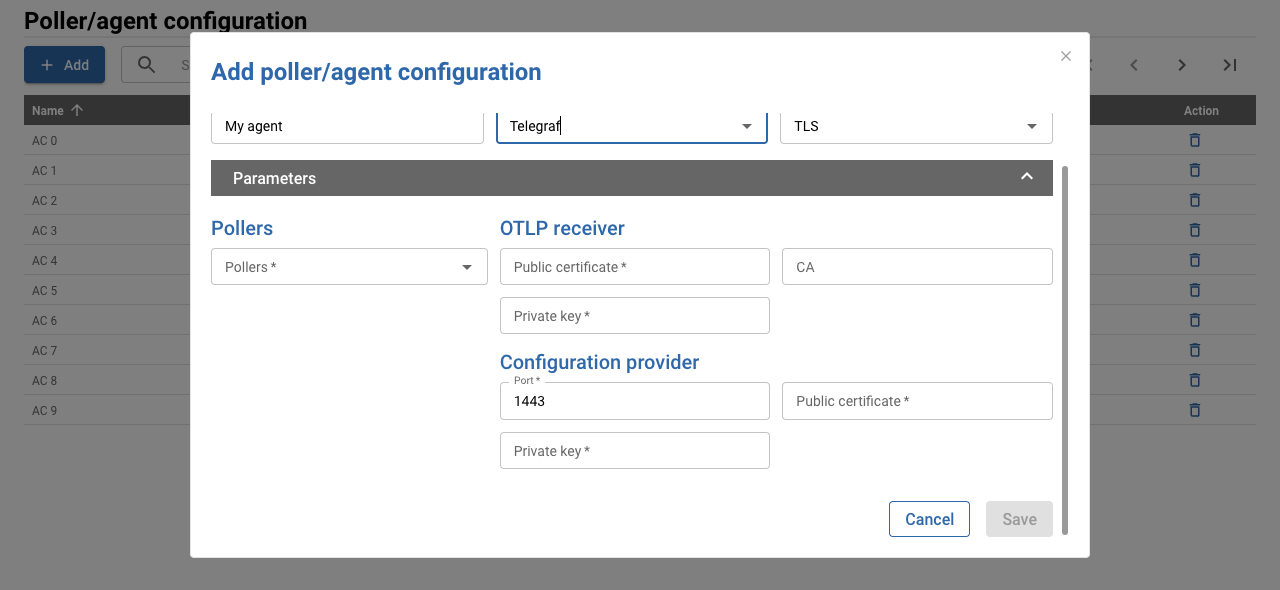 Poller/agent configuration
Add
S
Name
Action
AC 0
AC 1
AC 2
AC 3
AC 4
AC 5
AC 6
AC 7
AC 8
AC 9
Add poller/agent configuration
My agent
Telegraf
TLS
Parameters
Pollers
OTLP receiver
Pollers *
Public certificate *
CA
Private key *
Configuration provider
Port *
1443
Public certificate *
Private key *
Cancel
Save